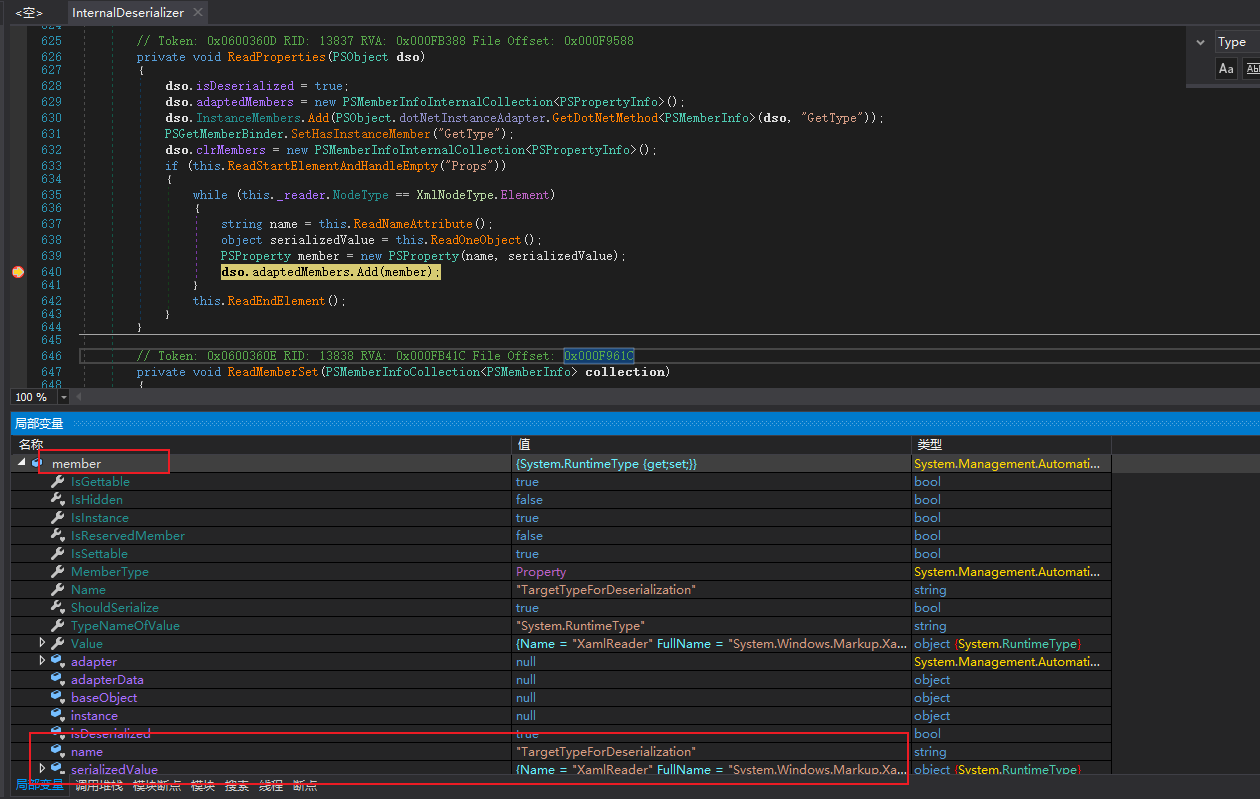 <空> InternalDeserializer ×
624
625 // Token: 0x0600360D RID: 13837 RVA: 0x000FB388 File Offset: 0x000F9588
626 private void ReadProperties(PSObject dso)
627 {
628 dso.isDeserialized = true;
629 dso.adaptedMembers = new PSMemberInfoInternalCollection<PSPropertyInfo>();
630 dso.InstanceMembers.Add(PSObject.dotNetInstanceAdapter.GetDotNetMethod<PSMemberInfo>(dso, "GetType"));
631 PSGetMemberBinder.SetHasInstanceMember("GetType");
632 dso.clrMembers = new PSMemberInfoInternalCollection<PSPropertyInfo>();
633 if (this.ReadStartElementAndHandleEmpty("Props"))
634 {
635 while (this._reader.NodeType == XmlNodeType.Element)
636 {
637 string name = this.ReadNameAttribute();
638 object serializedValue = this.ReadOneObject();
639 PSProperty member = new PSProperty(name, serializedValue);
640 dso.adaptedMembers.Add(member);
641 }
642 this.ReadEndElement();
643 }
644 }
645
646 // Token: 0x0600360E RID: 13838 RVA: 0x000FB41C File Offset: 0x000F961C
647 private void ReadMemberSet(PSMemberInfoCollection<PSMemberInfo> collection)
648 {
Type
Aa
100 %
局部变量
名称 值 类型
member {System.RuntimeType {get;set;}} System.Management.Automati...
IsGettable true bool
IsHidden false bool
IsInstance true bool
IsReservedMember false bool
IsSettable true bool
MemberType Property System.Management.Automati...
Name "TargetTypeForDeserialization" string
ShouldSerialize true bool
TypeNameOfValue "System.RuntimeType" string
Value {Name = "XamlReader" FullName = "System.Windows.Markup.Xa... object {System.RuntimeType}
adapter null System.Management.Automati...
adapterData null object
baseObject null object
instance null object
isDeserialized true bool
name "TargetTypeForDeserialization" string
serializedValue {Name = "XamlReader" FullName = "System.Windows.Markup.Xa... object {System.RuntimeType}
局部变量 调用堆栈 模块断点 模块 搜索 线程 断点